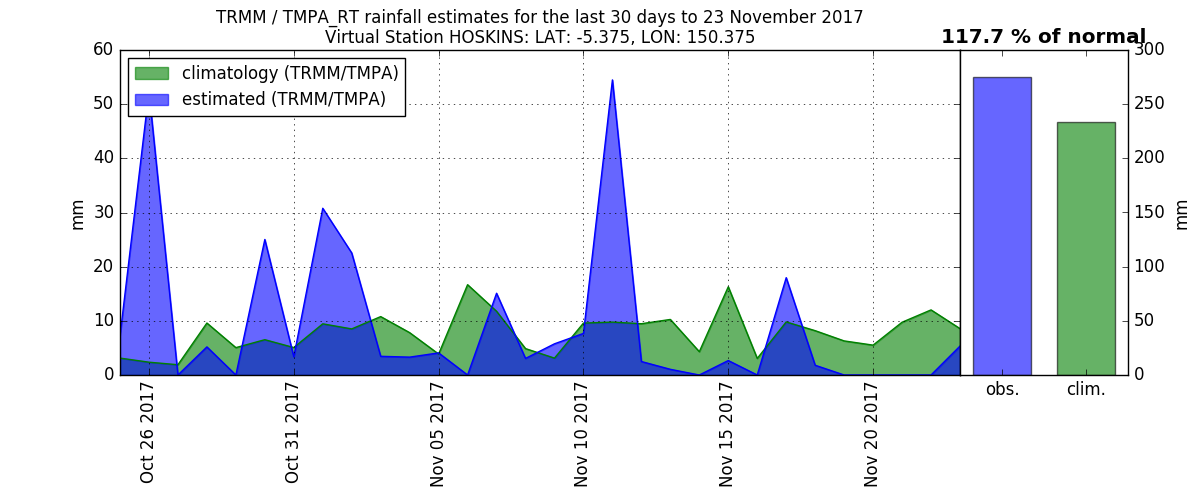 TRMM / TMPA_RT rainfall estimates for the last 30 days to 23 November 2017
Virtual Station HOSKINS: LAT: -5.375, LON: 150.375
117.7 % of normal
climatology (TRMM/TMPA)
estimated (TRMM/TMPA)
60
50
40
30
20
10
0
mm
Oct 26 2017
Oct 31 2017
Nov 05 2017
Nov 10 2017
Nov 15 2017
Nov 20 2017
obs.
clim.
300
250
200
150
100
50
0
mm